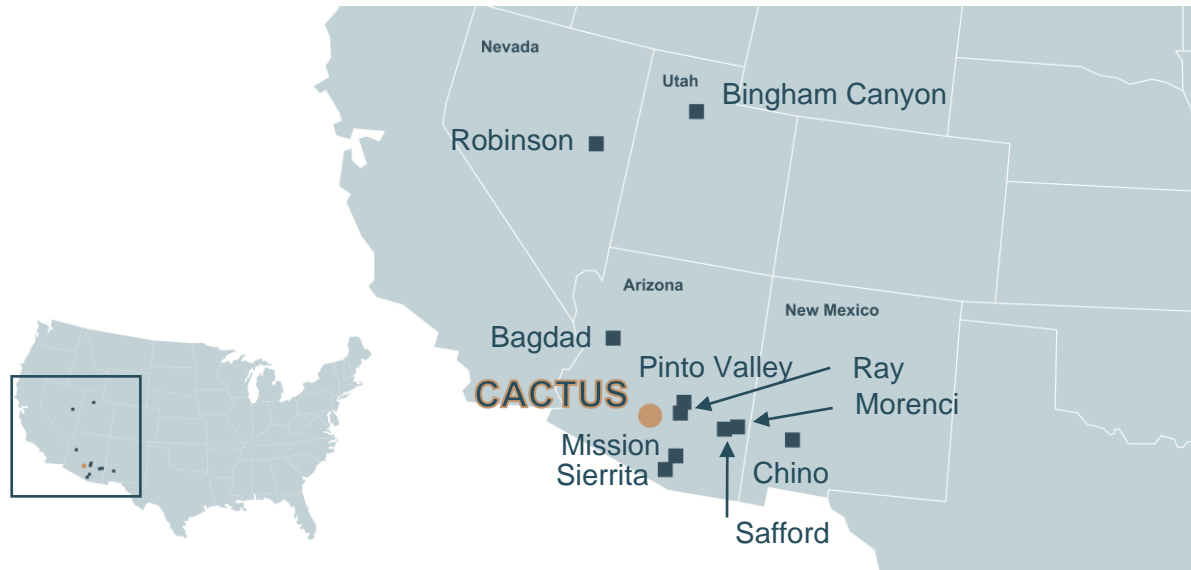 Nevada
Utah
Bingham Canyon
Robinson
Arizona
New Mexico
Bagdad
Pinto Valley
Ray
CACTUS
Morenci
Mission
Sierrita
Chino
Safford